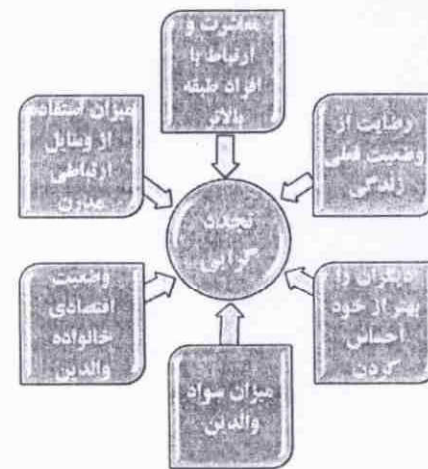 معاشرت و
ارتباط با
افراد طبقه
بالاتر
رضایت از
وضعیت فعلی
زندگی
دیگران را
بهتر از خود
احساس
کردن
میزان سواد
والدین
وضعیت
اقتصادی
خانواده
والدین
میزان استفاده
از وسایل
ارتباطی
مدرن
تجدد
گرایی